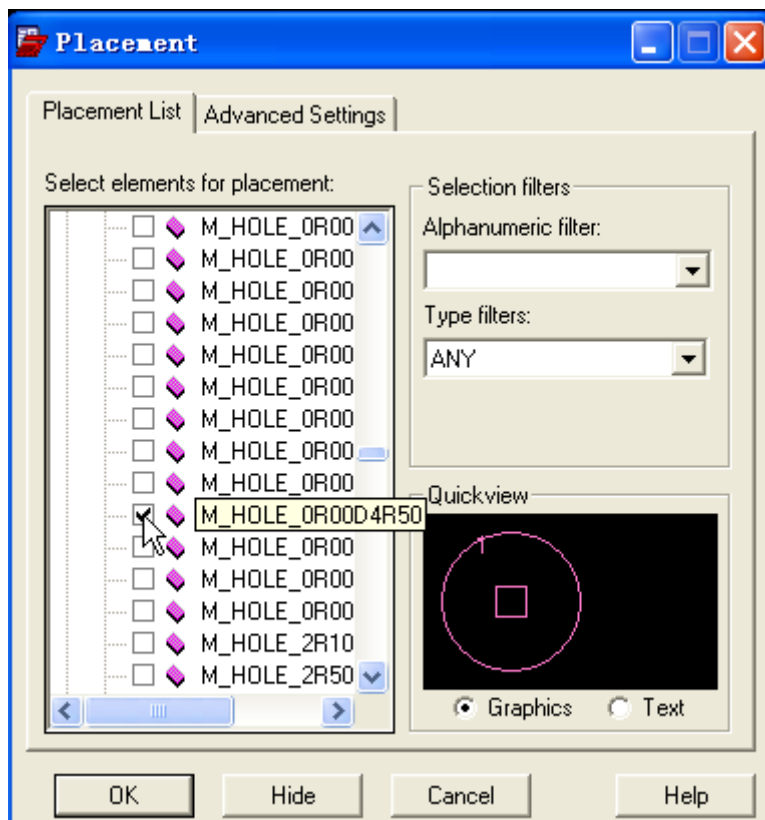 Placement
Placement List
Advanced Settings
Select elements for placement:
M_HOLE_0R00
M_HOLE_0R00
M_HOLE_0R00
M_HOLE_0R00
M_HOLE_0R00
M_HOLE_0R00
M_HOLE_0R00
M_HOLE_0R00
M_HOLE_0R00
M_HOLE_0R00D4R50
M_HOLE_0R00
M_HOLE_0R00
M_HOLE_0R00
M_HOLE_2R10
M_HOLE_2R50
Selection filters
Alphanumeric filter:
Type filters:
ANY
Quickview
1
Graphics
Text
OK
Hide
Cancel
Help